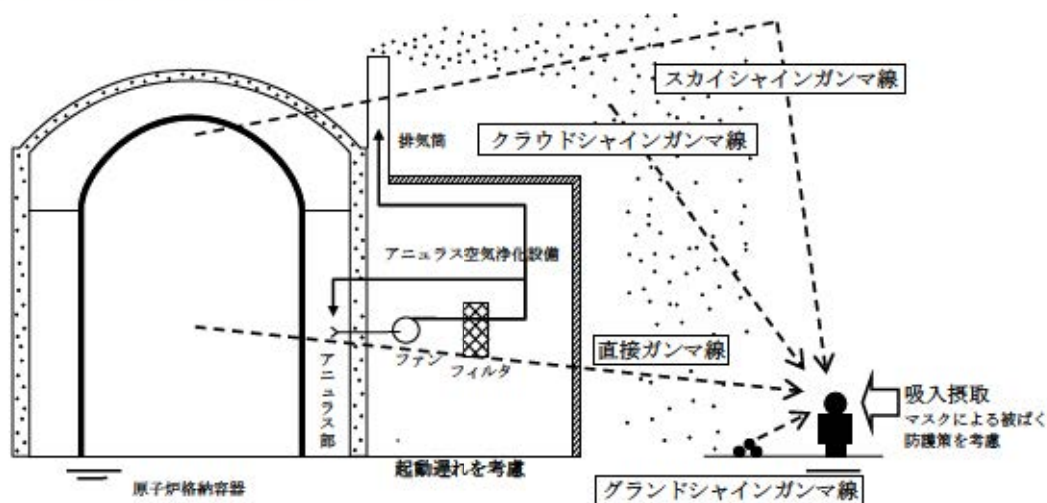 スカイシャインガンマ線
クラウドシャインガンマ線
排気筒
アニュラス空気浄化設備
直接ガンマ線
ファン
フィルタ
アニュラス部
吸入摂取
マスクによる被ばく
防護策を考慮
起動遅れを考慮
原子炉格納容器
グランドシャインガンマ線